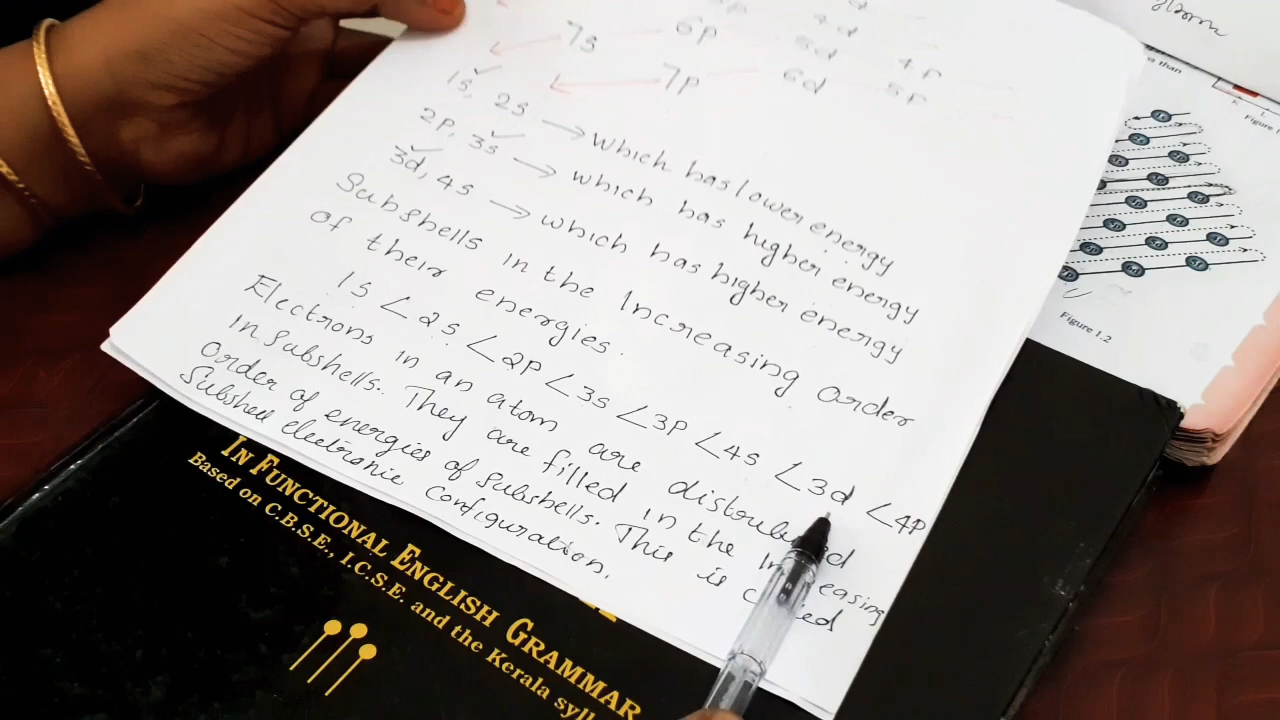 4d
5d 4f
7s 6p
7p 6d 5f
1s, 2s → Which has lower energy
2p, 3s → which has higher energy
3d, 4s → which has higher energy
Subshells in the Increasing order
of their energies.
1s < 2s < 2p < 3s < 3p < 4s < 3d < 4p
Electrons in an atom are
in Subshells. They are filled in the Increasing
order of energies of Subshells. This is called
Subshell electronic configuration.
IN FUNCTIONAL ENGLISH GRAMMAR
Based on C.B.S.E., I.C.S.E. and the Kerala
than
Figure
Figure 1.2